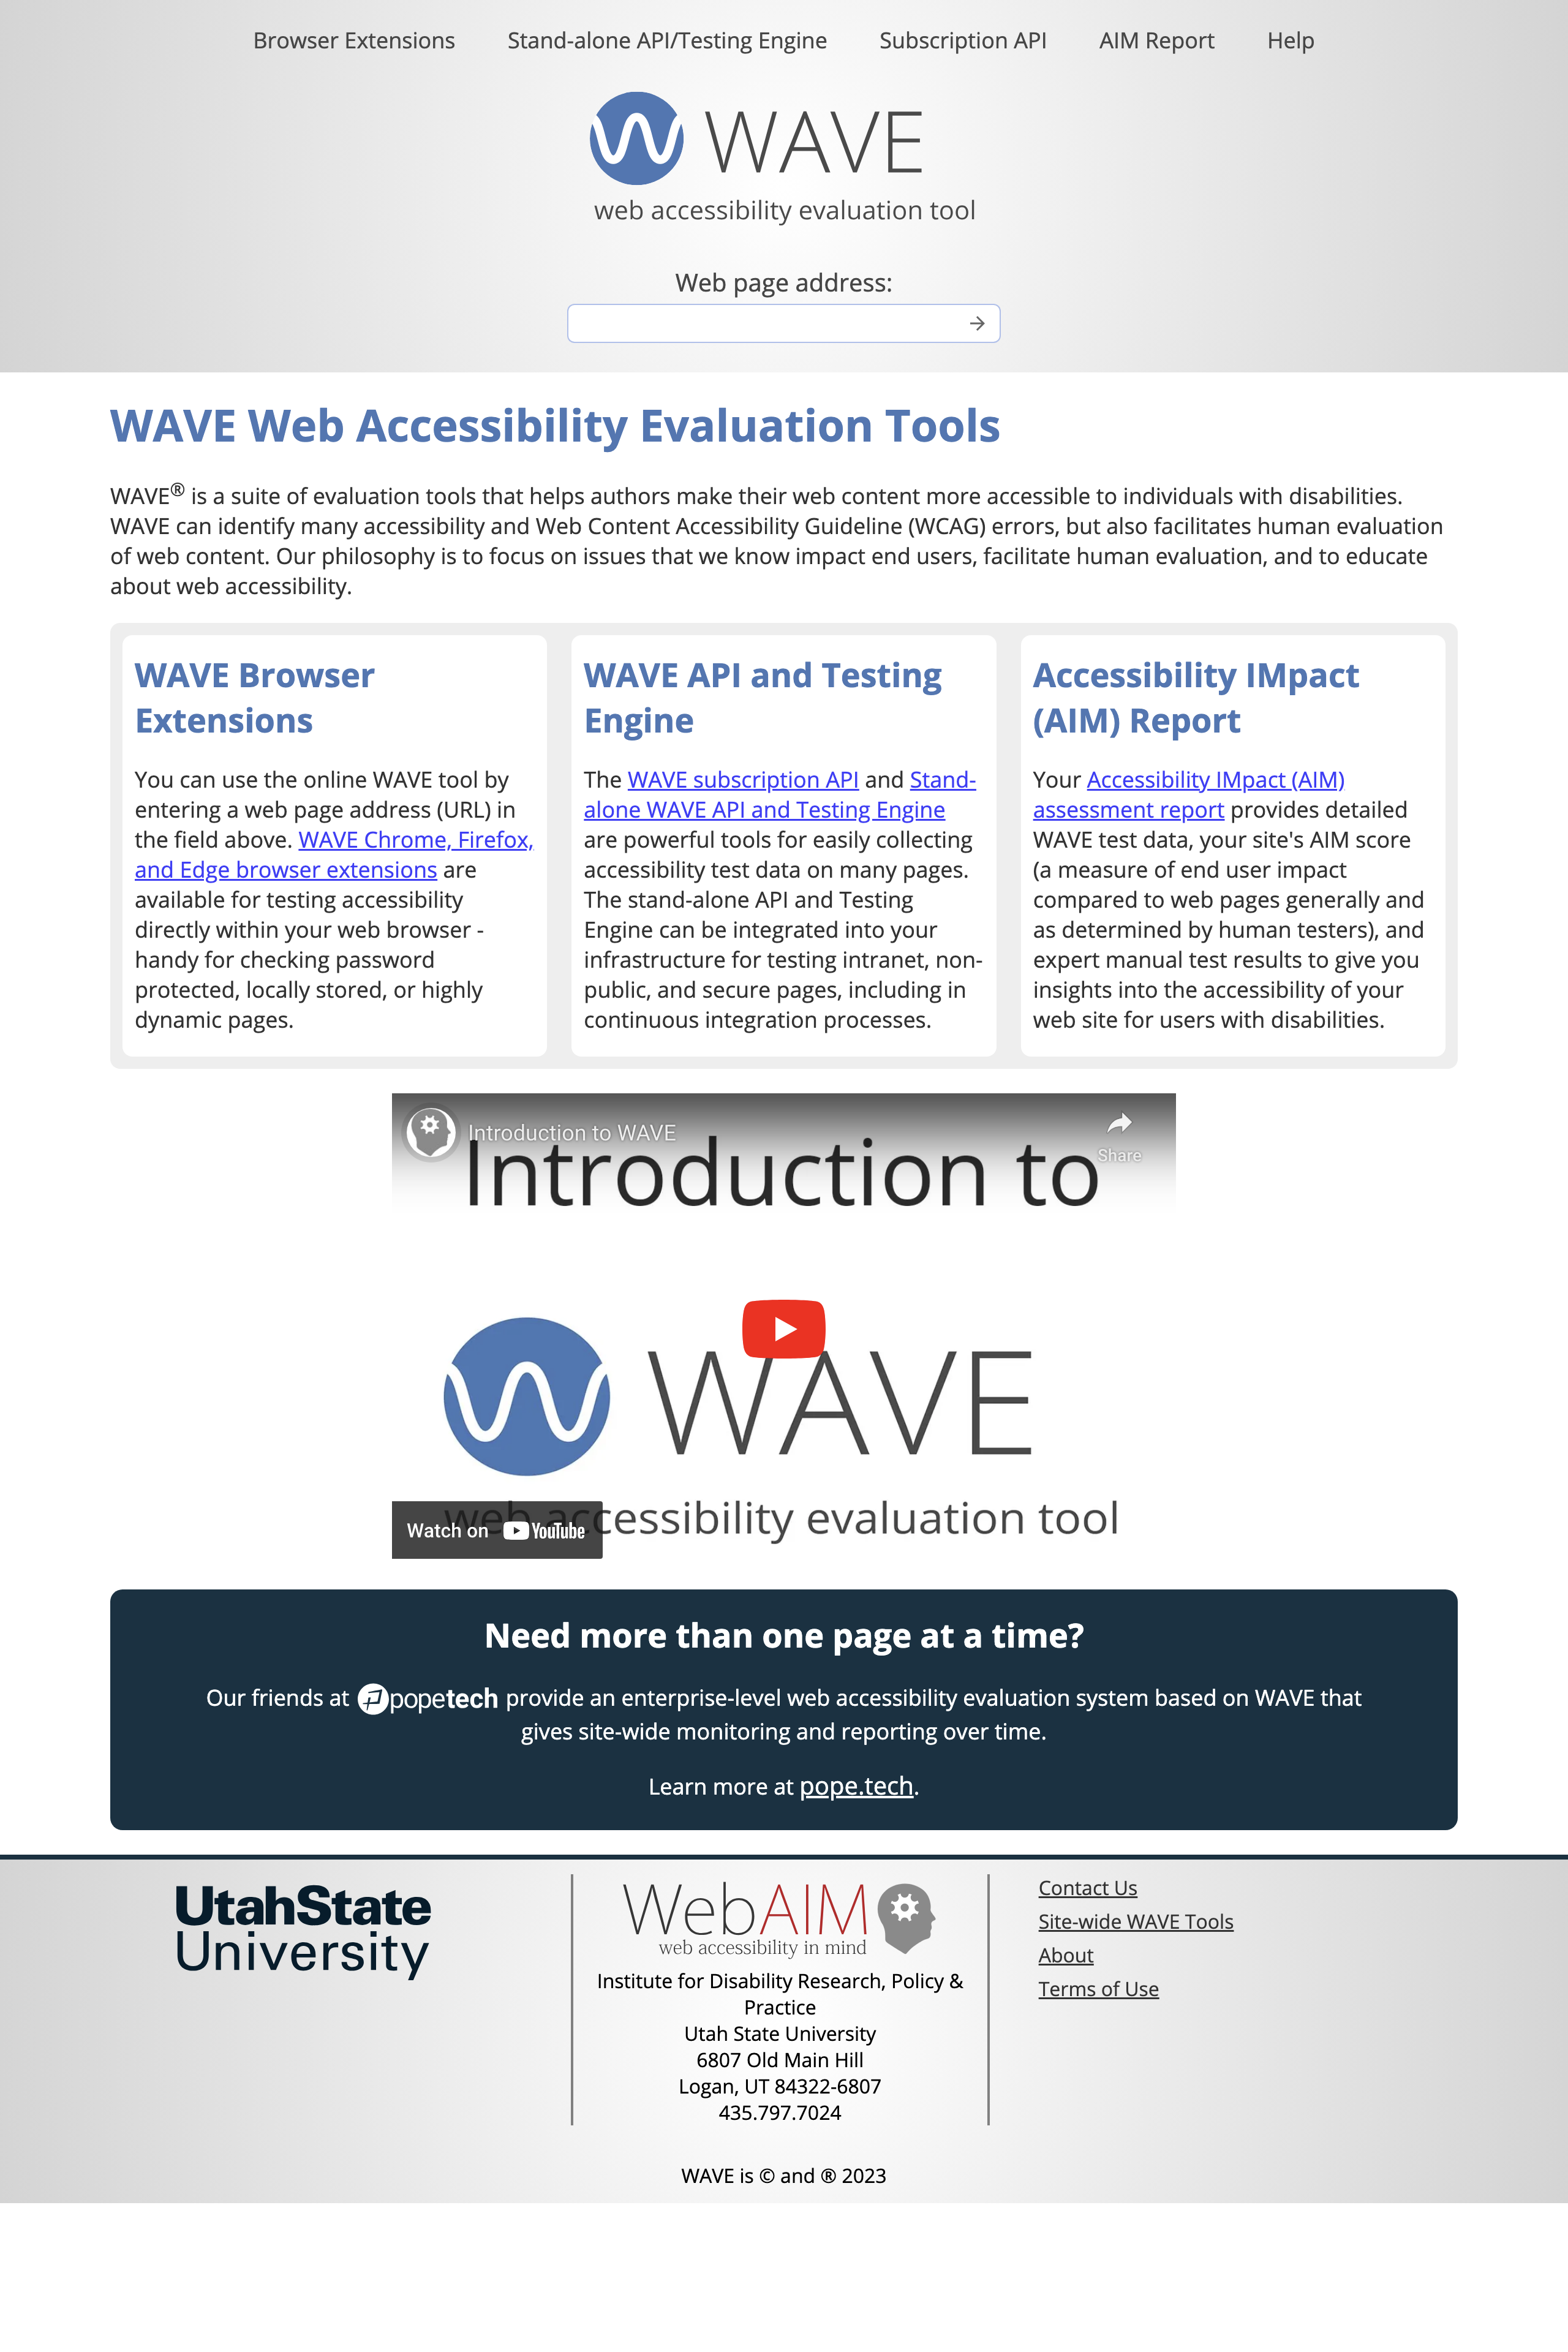 Browser Extensions Stand-alone API/Testing Engine Subscription API AIM Report Help
WAVE
web accessibility evaluation tool
Web page address:
WAVE Web Accessibility Evaluation Tools
WAVE® is a suite of evaluation tools that helps authors make their web content more accessible to individuals with disabilities.
WAVE can identify many accessibility and Web Content Accessibility Guideline (WCAG) errors, but also facilitates human evaluation
of web content. Our philosophy is to focus on issues that we know impact end users, facilitate human evaluation, and to educate
about web accessibility.
WAVE Browser
Extensions
You can use the online WAVE tool by
entering a web page address (URL) in
the field above. WAVE Chrome, Firefox,
and Edge browser extensions are
available for testing accessibility
directly within your web browser -
handy for checking password
protected, locally stored, or highly
dynamic pages.
WAVE API and Testing
Engine
The WAVE subscription API and Stand-
alone WAVE API and Testing Engine
are powerful tools for easily collecting
accessibility test data on many pages.
The stand-alone API and Testing
Engine can be integrated into your
infrastructure for testing intranet, non-
public, and secure pages, including in
continuous integration processes.
Accessibility IMpact
(AIM) Report
Your Accessibility IMpact (AIM)
assessment report provides detailed
WAVE test data, your site's AIM score
(a measure of end user impact
compared to web pages generally and
as determined by human testers), and
expert manual test results to give you
insights into the accessibility of your
web site for users with disabilities.
Introduction to WAVE
Share
Introduction to
WAVE
web accessibility evaluation tool
Watch on YouTube
Need more than one page at a time?
Our friends at popetech provide an enterprise-level web accessibility evaluation system based on WAVE that
gives site-wide monitoring and reporting over time.
Learn more at pope.tech.
UtahState
University
WebAIM
web accessibility in mind
Institute for Disability Research, Policy &
Practice
Utah State University
6807 Old Main Hill
Logan, UT 84322-6807
435.797.7024
Contact Us
Site-wide WAVE Tools
About
Terms of Use
WAVE is © and ® 2023